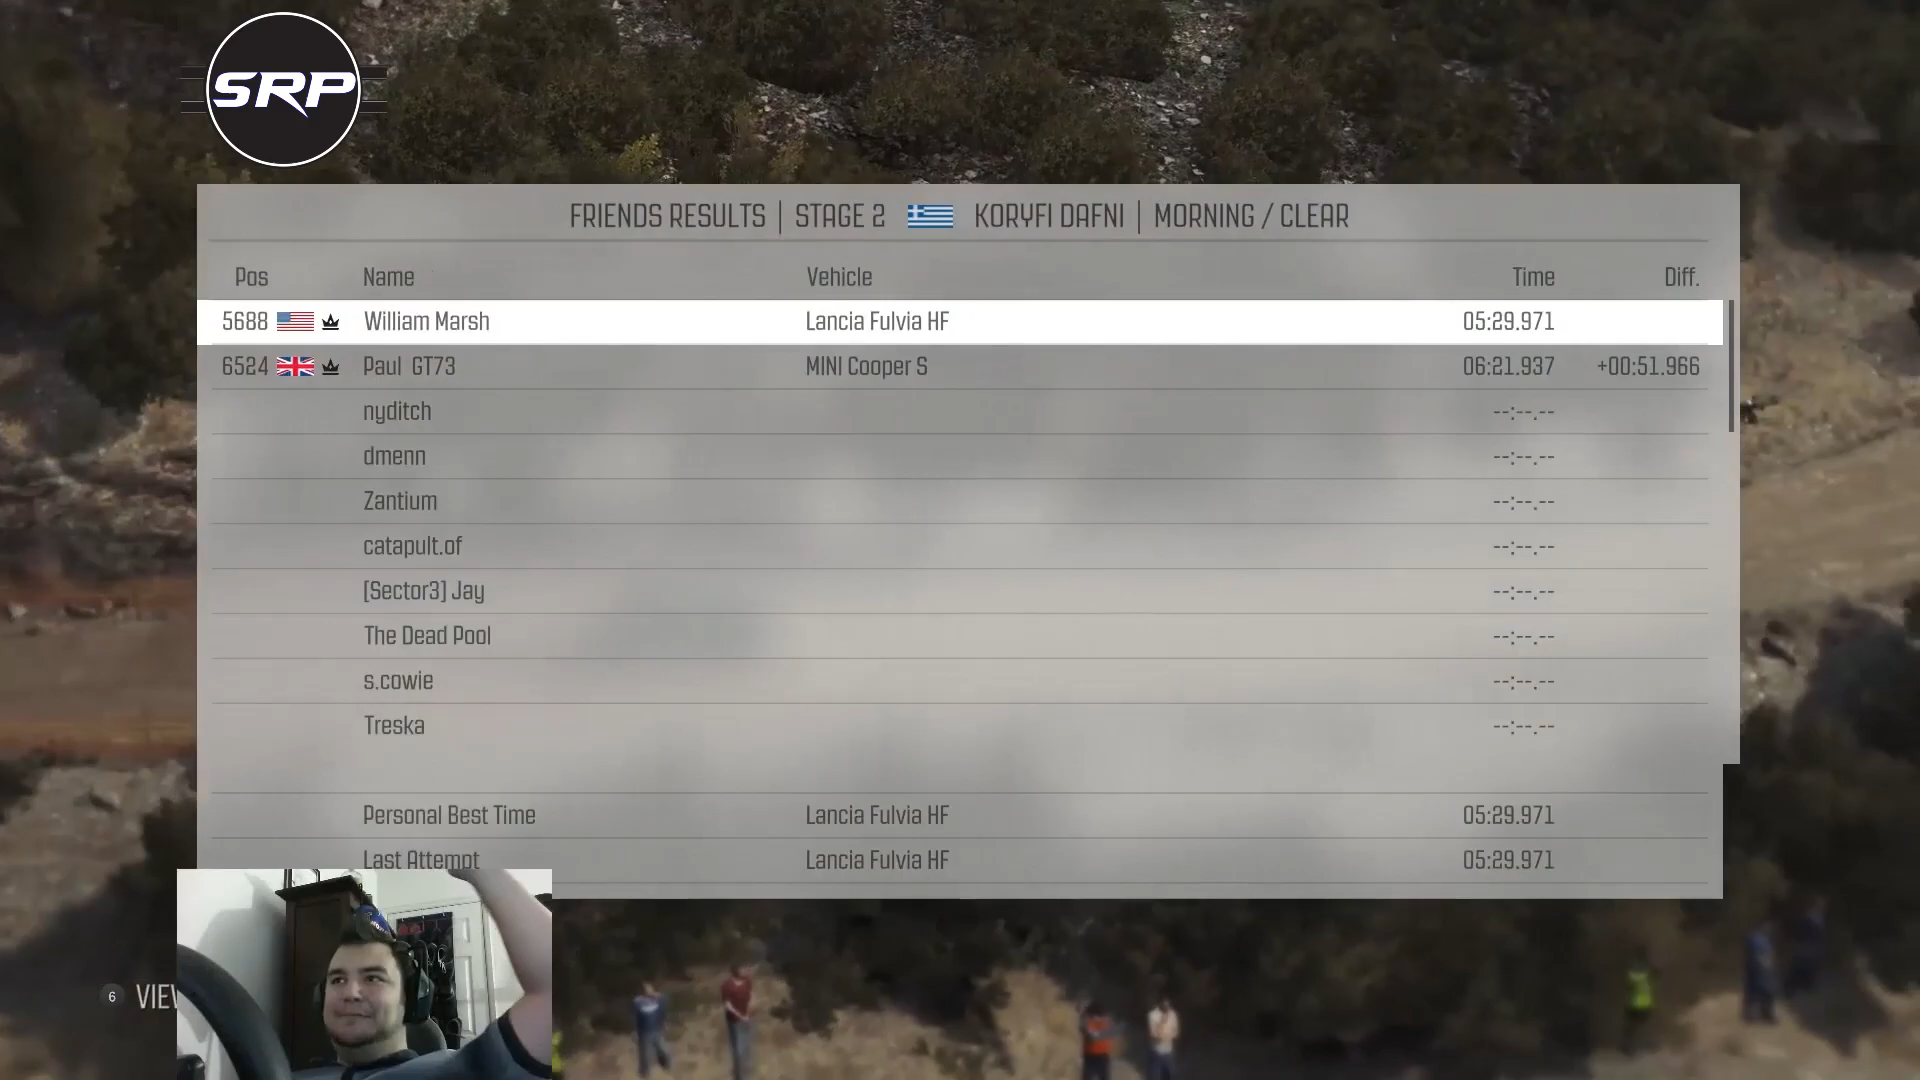 SRP
FRIENDS RESULTS | STAGE 2 KORYFI DAFNI | MORNING / CLEAR
Pos Name Vehicle Time Diff.
5688 William Marsh Lancia Fulvia HF 05:29.971
6524 Paul GT73 MINI Cooper S 06:21.937 +00:51.966
nyditch --:--.--
dmenn --:--.--
Zantium --:--.--
catapult.of --:--.--
[Sector3] Jay --:--.--
The Dead Pool --:--.--
s.cowie --:--.--
Treska --:--.--
Personal Best Time Lancia Fulvia HF 05:29.971
Last Attempt Lancia Fulvia HF 05:29.971
6